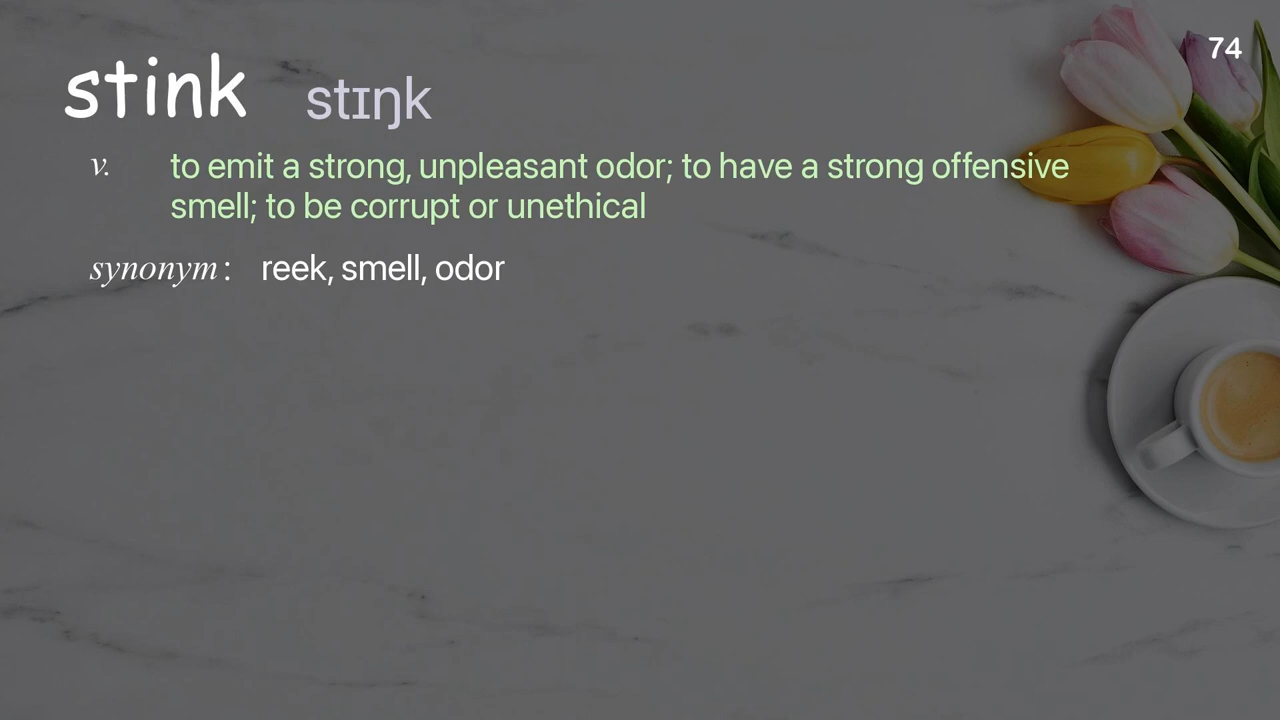 74
stink stɪŋk
v. to emit a strong, unpleasant odor; to have a strong offensive
smell; to be corrupt or unethical
synonym: reek, smell, odor